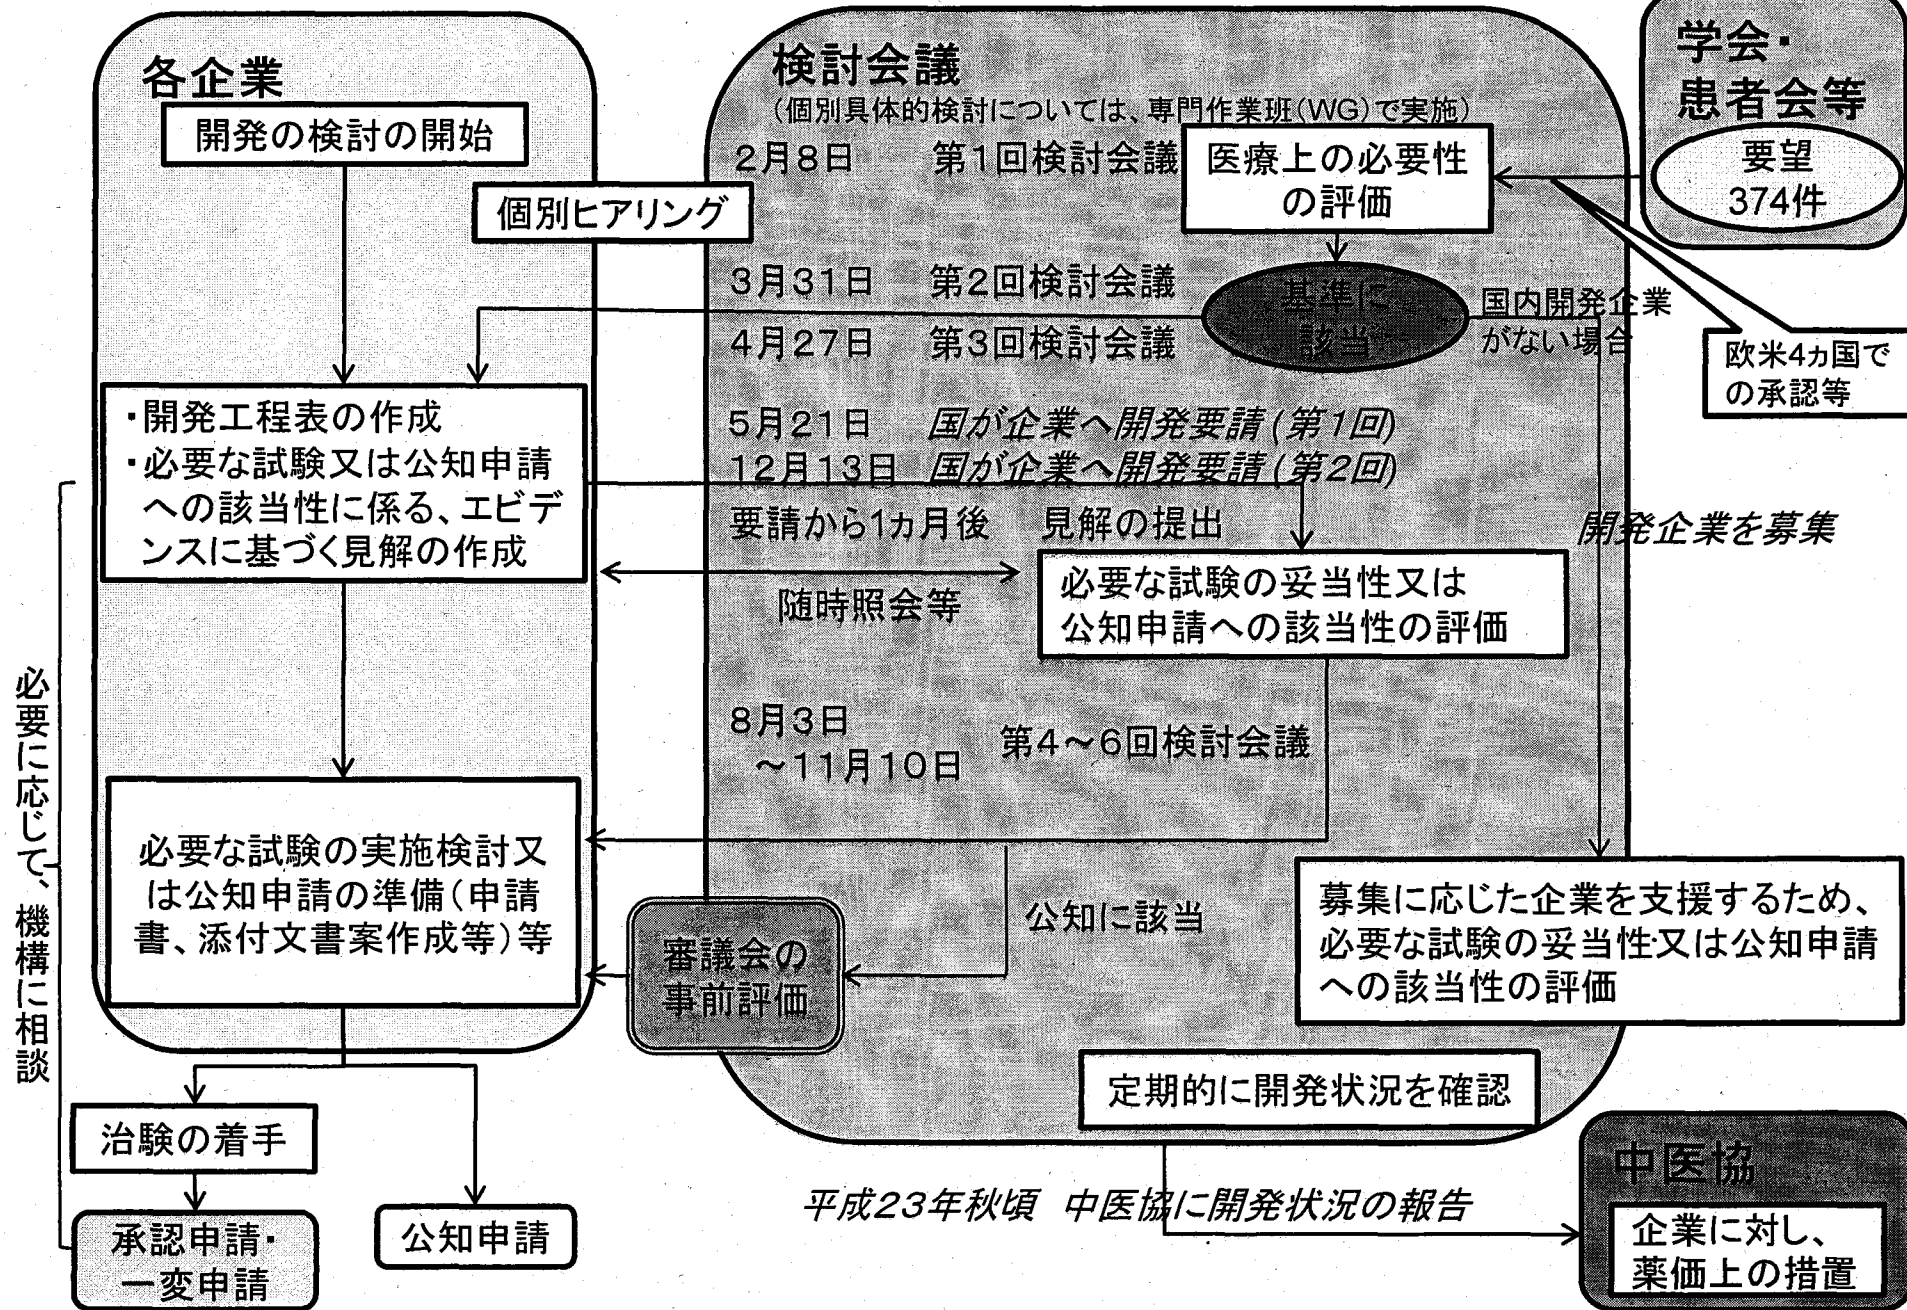 各企業
開発の検討の開始
個別ヒアリング
・開発工程表の作成
・必要な試験又は公知申請
への該当性に係る、エビデ
ンスに基づく見解の作成
必要な試験の実施検討又
は公知申請の準備(申請
書、添付文書案作成等)等
治験の着手
承認申請・
一変申請
公知申請
必要に応じて、機構に相談
検討会議
(個別具体的検討については、専門作業班(WG)で実施)
2月8日 第1回検討会議
医療上の必要性
の評価
3月31日 第2回検討会議
4月27日 第3回検討会議
基準に
該当
国内開発企業
がない場合
5月21日 国が企業へ開発要請(第1回)
12月13日 国が企業へ開発要請(第2回)
要請から1ヵ月後 見解の提出
随時照会等
必要な試験の妥当性又は
公知申請への該当性の評価
開発企業を募集
8月3日
~11月10日
第4~6回検討会議
公知に該当
審議会の
事前評価
募集に応じた企業を支援するため、
必要な試験の妥当性又は公知申請
への該当性の評価
定期的に開発状況を確認
平成23年秋頃 中医協に開発状況の報告
学会・
患者会等
要望
374件
欧米4ヵ国で
の承認等
中医協
企業に対し、
薬価上の措置